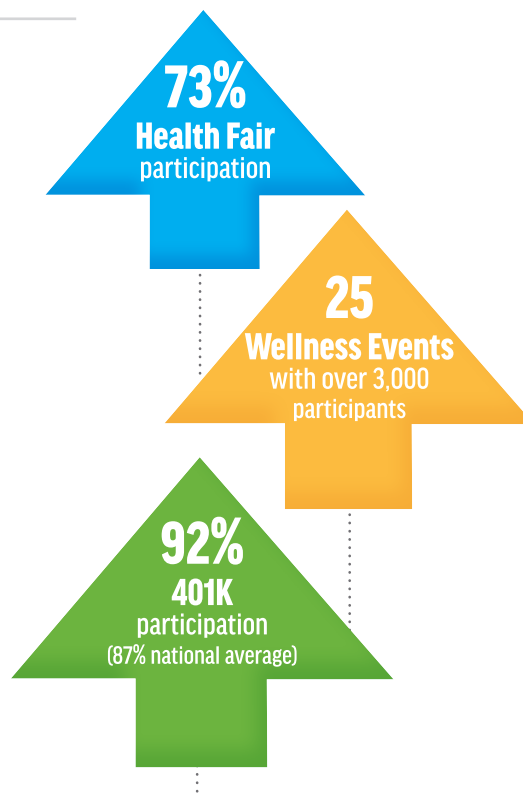 73%
Health Fair
participation
25
Wellness Events
with over 3,000
participants
92%
401K
participation
(87% national average)